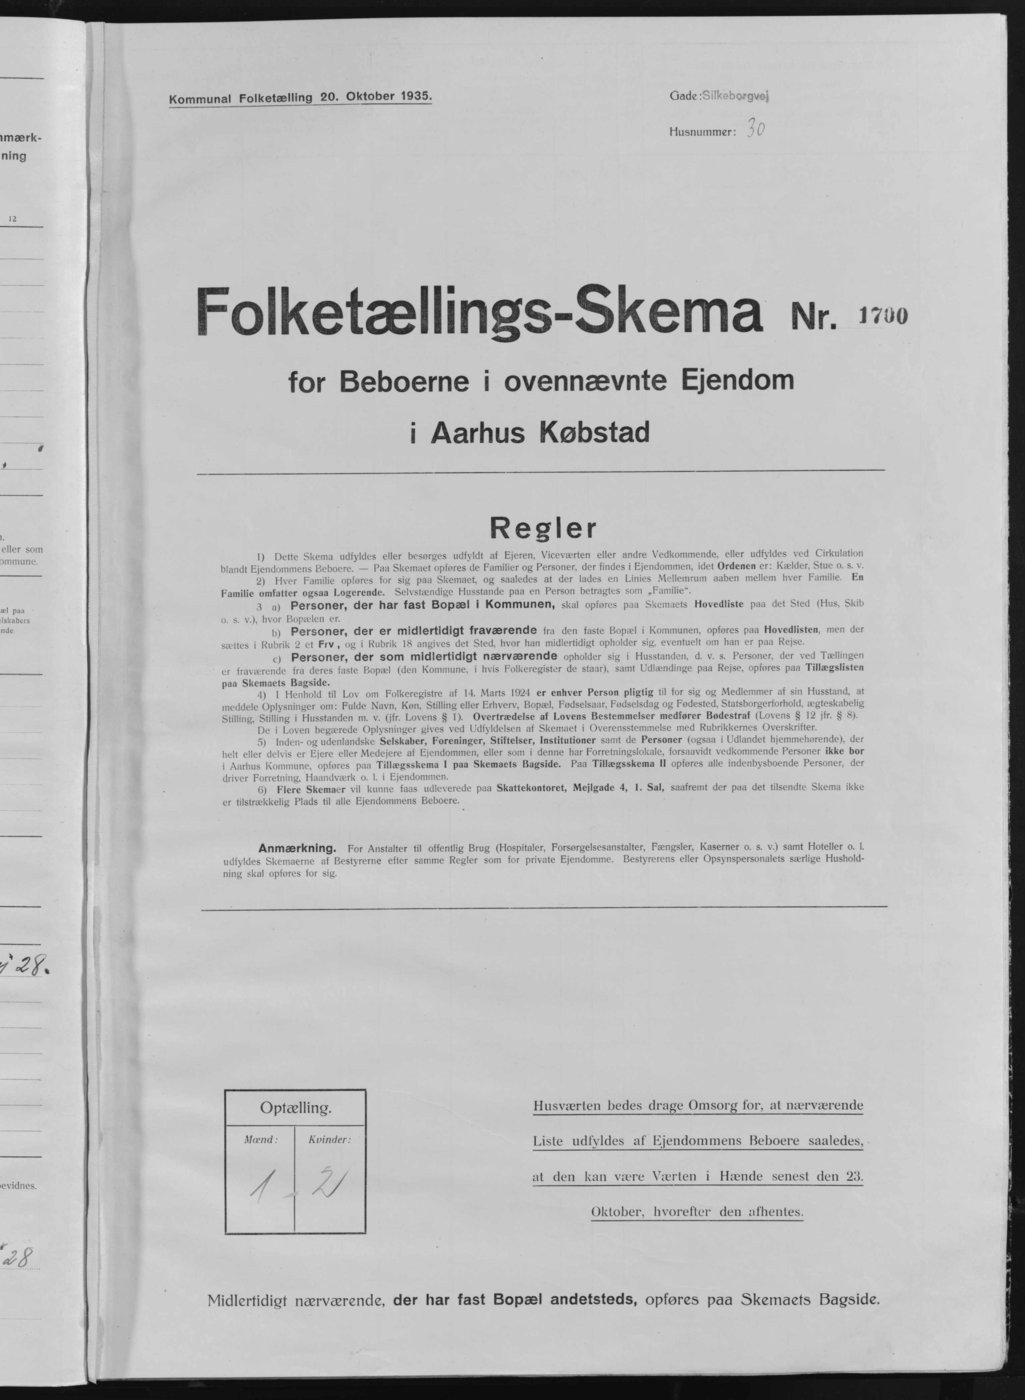 nmærk-
ning
12
n.
eller som
ommune.
æl paa
elskabers
nde
j 28.
evidnes.
28
Kommunal Folketælling 20. Oktober 1935.
Gade: Silkeborgvej
Husnummer: 30
Folketællings-Skema Nr. 1700
for Beboerne i ovennævnte Ejendom
i Aarhus Købstad
Regler
1) Dette Skema udfyldes eller besørges udfyldt af Ejeren, Viceværten eller andre Vedkommende, eller udfyldes ved Cirkulation
blandt Ejendommens Beboere. — Paa Skemaet opføres de Familier og Personer, der findes i Ejendommen, idet Ordenen er: Kælder, Stue o. s. v.
2) Hver Familie opføres for sig paa Skemaet, og saaledes at der lades en Linies Mellemrum aaben mellem hver Familie. En
Familie omfatter ogsaa Logerende. Selvstændige Husstande paa en Person betragtes som „Familie“.
3 a) Personer, der har fast Bopæl i Kommunen, skal opføres paa Skemaets Hovedliste paa det Sted (Hus, Skib
o. s. v.), hvor Bopælen er.
b) Personer, der er midlertidigt fraværende fra den faste Bopæl i Kommunen, opføres paa Hovedlisten, men der
sættes i Rubrik 2 et Frv, og i Rubrik 18 angives det Sted, hvor han midlertidigt opholder sig, eventuelt om han er paa Rejse.
c) Personer, der som midlertidigt nærværende opholder sig i Husstanden, d. v. s. Personer, der ved Tællingen
er fraværende fra deres faste Bopæl (den Kommune, i hvis Folkeregister de staar), samt Udlændinge paa Rejse, opføres paa Tillægslisten
paa Skemaets Bagside.
4) I Henhold til Lov om Folkeregistre af 14. Marts 1924 er enhver Person pligtig til for sig og Medlemmer af sin Husstand, at
meddele Oplysninger om: Fulde Navn, Køn, Stilling eller Erhverv, Bopæl, Fødselsaar, Fødselsdag og Fødested, Statsborgerforhold, ægteskabelig
Stilling, Stilling i Husstanden m. v. (jfr. Lovens § 1). Overtrædelse af Lovens Bestemmelser medfører Bødestraf (Lovens § 12 jfr. § 8).
De i Loven begærede Oplysninger gives ved Udfyldelsen af Skemaet i Overensstemmelse med Rubrikkernes Overskrifter.
5) Inden- og udenlandske Selskaber, Foreninger, Stiftelser, Institutioner samt de Personer (ogsaa i Udlandet hjemmehørende), der
helt eller delvis er Ejere eller Medejere af Ejendommen, eller som i denne har Forretningslokale, forsaavidt vedkommende Personer ikke bor
i Aarhus Kommune, opføres paa Tillægsskema I paa Skemaets Bagside. Paa Tillægsskema II opføres alle indenbysboende Personer, der
driver Forretning, Haandværk o. l. i Ejendommen.
6) Flere Skemaer vil kunne faas udleverede paa Skattekontoret, Mejlgade 4, 1. Sal, saafremt der paa det tilsendte Skema ikke
er tilstrækkelig Plads til alle Ejendommens Beboere.
Anmærkning. For Anstalter til offentlig Brug (Hospitaler, Forsørgelsesanstalter, Fængsler, Kaserner o. s. v.) samt Hoteller o. l.
udfyldes Skemaerne af Bestyrerne efter samme Regler som for private Ejendomme. Bestyrerens eller Opsynspersonalets særlige Hushold-
ning skal opføres for sig.
Optælling.
Mænd: Kvinder:
1 - 2
Husværten bedes drage Omsorg for, at nærværende
Liste udfyldes af Ejendommens Beboere saaledes,
at den kan være Værten i Hænde senest den 23.
Oktober, hvorefter den afhentes.
Midlertidigt nærværende, der har fast Bopæl andetsteds, opføres paa Skemaets Bagside.